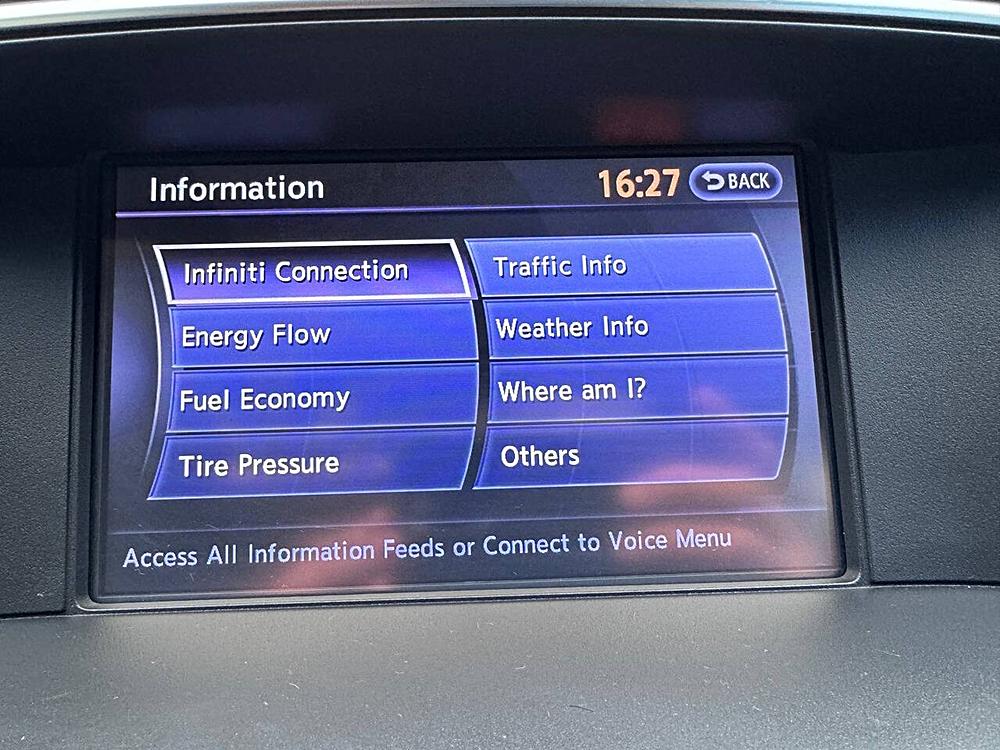 Information 16:27 BACK
Infiniti Connection
Energy Flow
Fuel Economy
Tire Pressure
Traffic Info
Weather Info
Where am I?
Others
Access All Information Feeds or Connect to Voice Menu